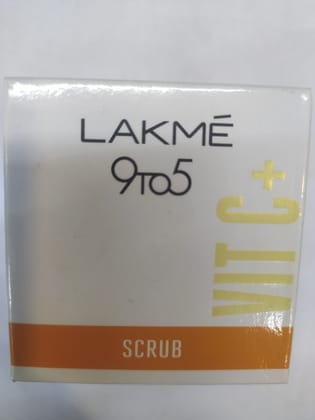 LAKMÉ
9TO5
VIT C+
SCRUB